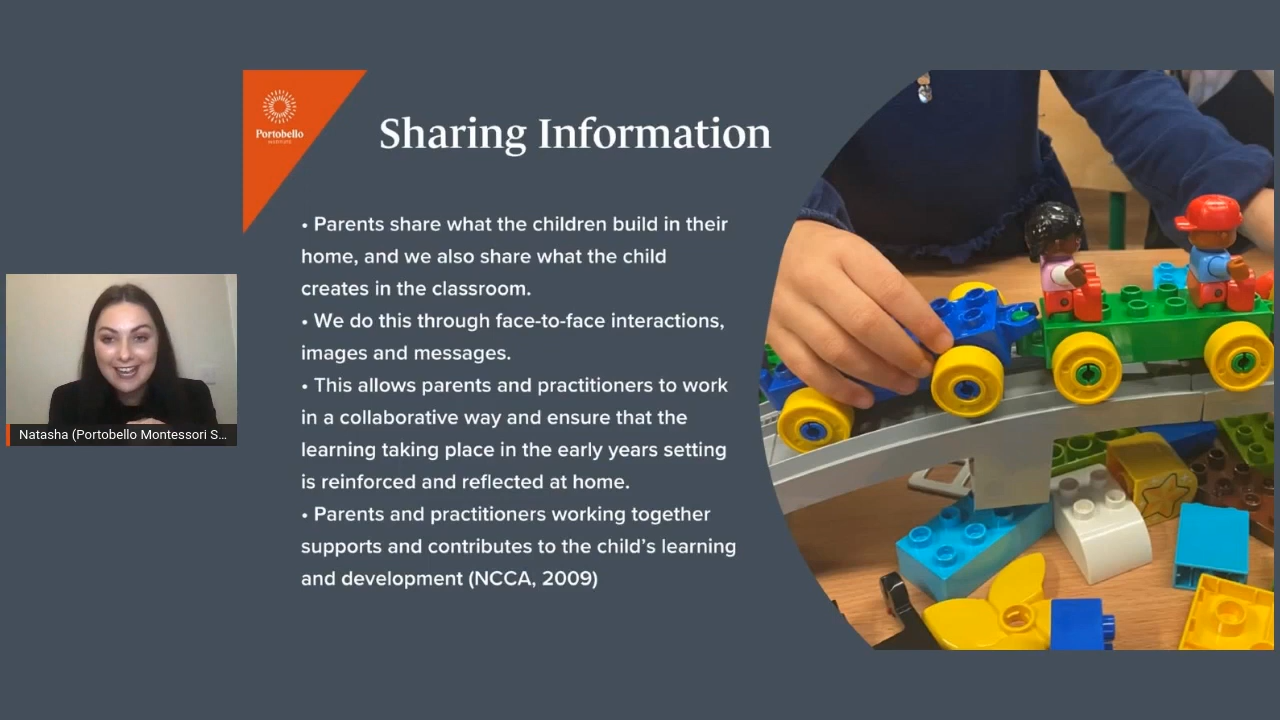 Portobello
INSTITUTE
Sharing Information
• Parents share what the children build in their
home, and we also share what the child
creates in the classroom.
• We do this through face-to-face interactions,
images and messages.
• This allows parents and practitioners to work
in a collaborative way and ensure that the
learning taking place in the early years setting
is reinforced and reflected at home.
• Parents and practitioners working together
supports and contributes to the child’s learning
and development (NCCA, 2009)
Natasha (Portobello Montessori S...